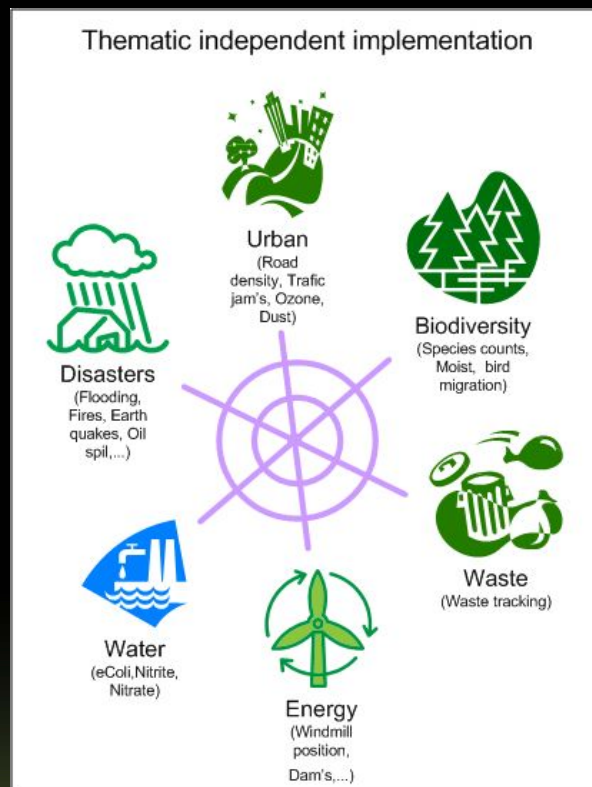 Thematic independent implementation
Urban
(Road
density, Trafic
jam's, Ozone,
Dust)
Biodiversity
(Species counts,
Moist, bird
migration)
Disasters
(Flooding,
Fires, Earth
quakes, Oil
spil,...)
Waste
(Waste tracking)
Water
(eColi,Nitrite,
Nitrate)
Energy
(Windmill
position,
Dam's,...)